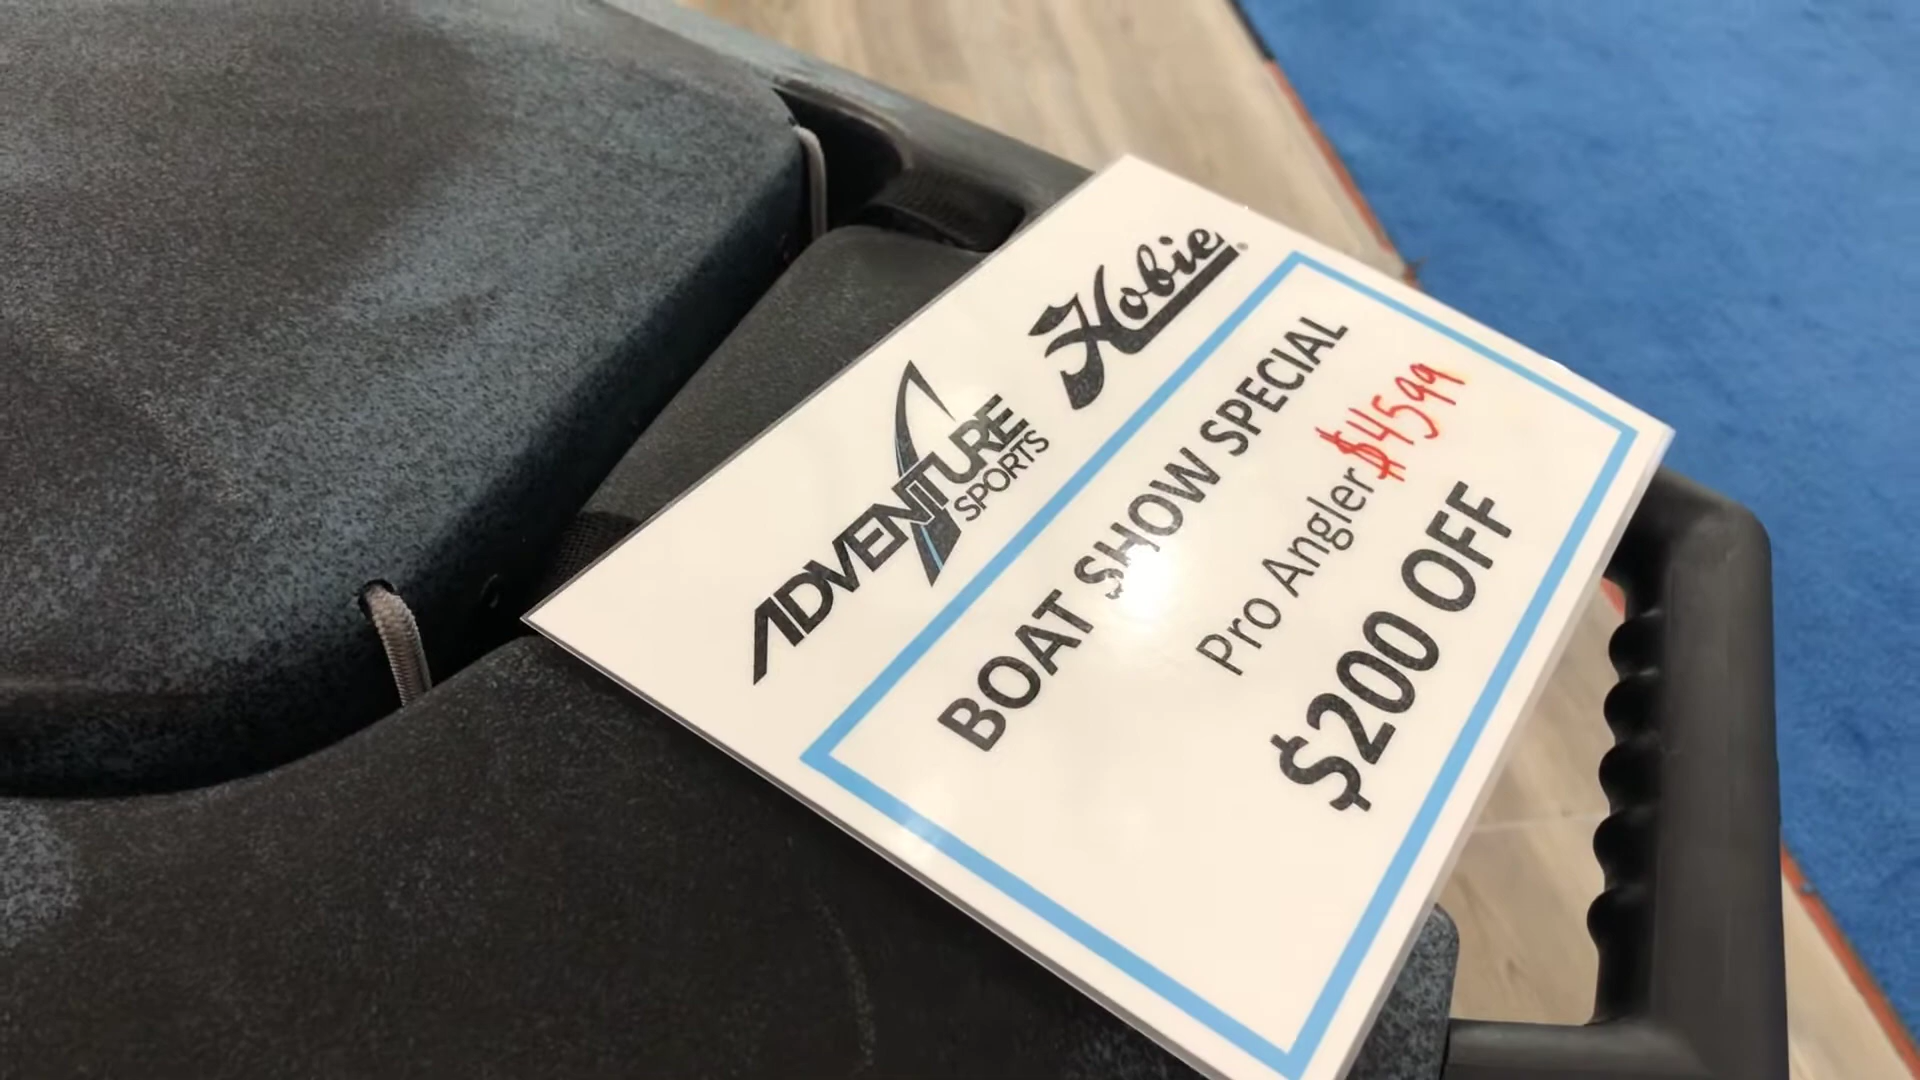 ADVENTURE
SPORTS
Hobie®
BOAT SHOW SPECIAL
Pro Angler $4599
$200 OFF